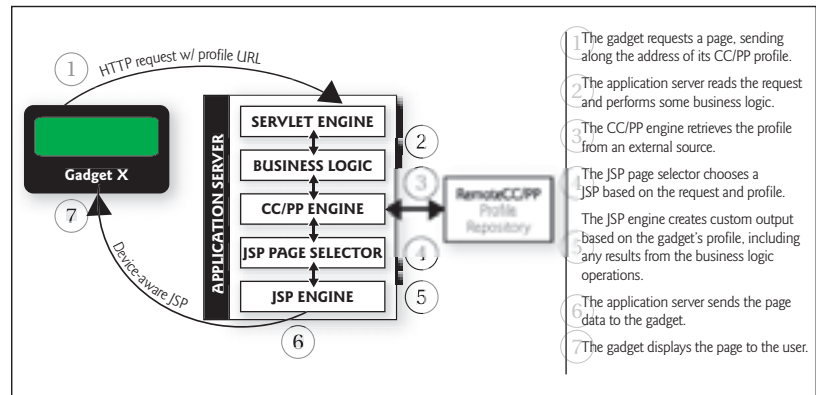 1
HTTP request w/ profile URL
Gadget X
7
APPLICATION SERVER
SERVLET ENGINE
2
BUSINESS LOGIC
3
CC/PP ENGINE
RemoteCC/PP
Profile
Repository
4
JSP PAGE SELECTOR
5
JSP ENGINE
6
Device-aware JSP
1
The gadget requests a page, sending
along the address of its CC/PP profile.
2
The application server reads the request
and performs some business logic.
3
The CC/PP engine retrieves the profile
from an external source.
4
The JSP page selector chooses a
JSP based on the request and profile.
5
The JSP engine creates custom output
based on the gadget's profile, including
any results from the business logic
operations.
6
The application server sends the page
data to the gadget.
7
The gadget displays the page to the user.